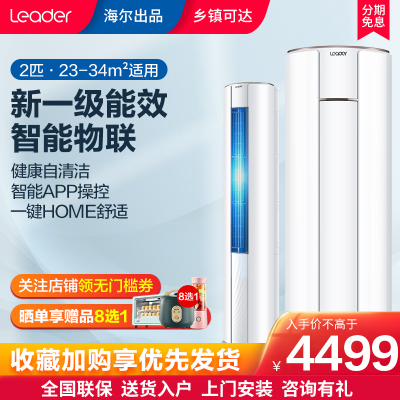 Leader
海尔出品
乡镇可达
分期
免息
2匹·23-34m²适用
新一级能效
智能物联
健康自清洁
智能APP操控
一键HOME舒适
LEADER
LEADER
关注店铺领无门槛券
晒单享赠品8选1
8选1
入手价不高于
¥4499
收藏加购享优先发货
全国联保 送货入户 上门安装 咨询有礼